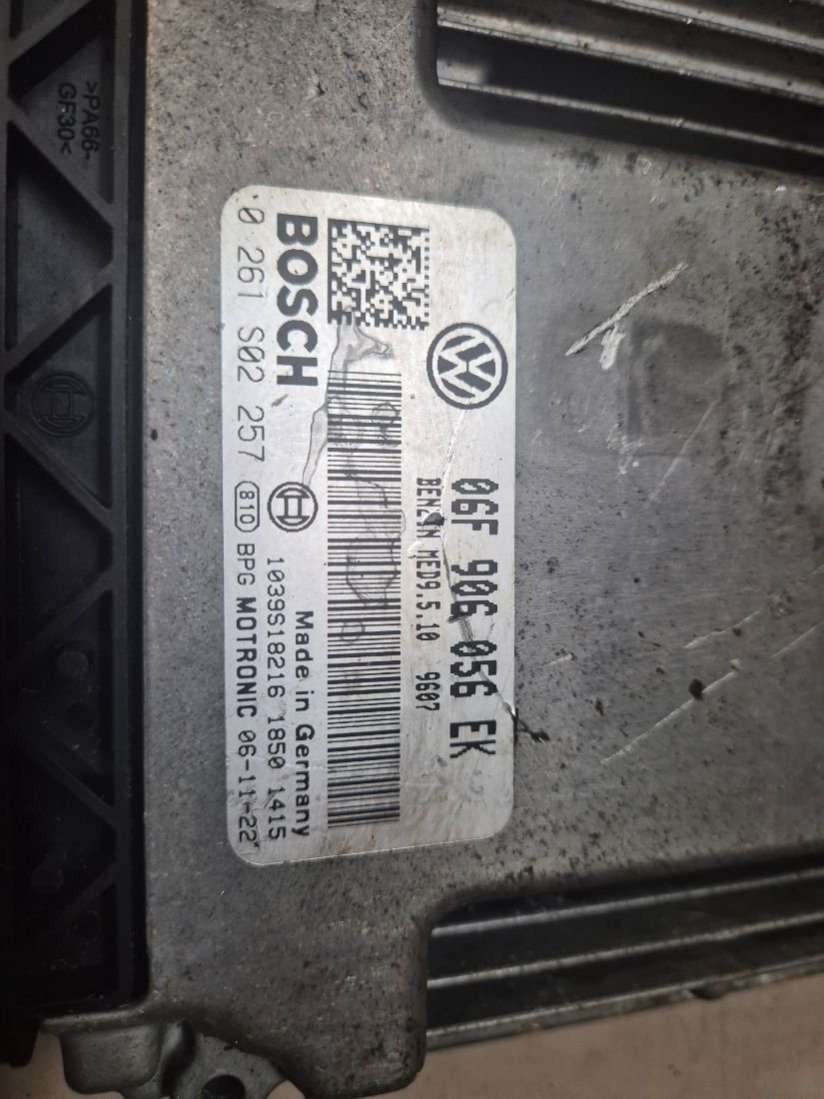 >PA66-
GF30<
06F 906 056 EK
BENZIN MED9.5.10 9607
BOSCH
Made in Germany
1039S18216 1850 1415
0 261 S02 257 810 BPG MOTRONIC 06-11-22